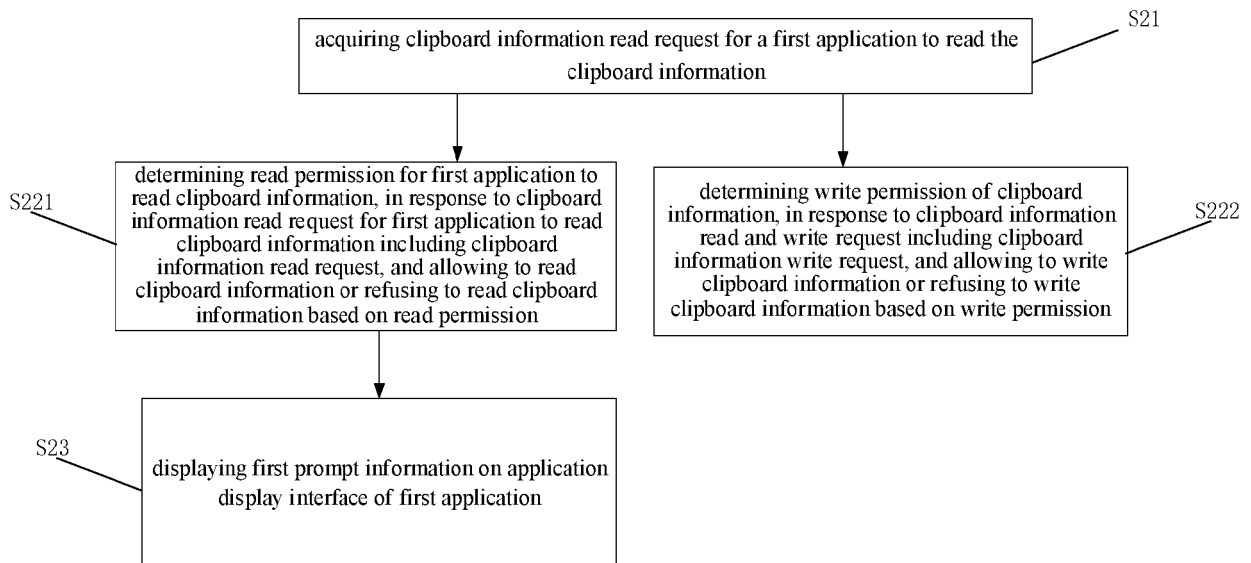 S21
acquiring clipboard information read request for a first application to read the
clipboard information
S221
determining read permission for first application to
read clipboard information, in response to clipboard
information read request for first application to read
clipboard information including clipboard
information read request, and allowing to read
clipboard information or refusing to read clipboard
information based on read permission
S222
determining write permission of clipboard
information, in response to clipboard information
read and write request including clipboard
information write request, and allowing to write
clipboard information or refusing to write
clipboard information based on write permission
S23
displaying first prompt information on application
display interface of first application